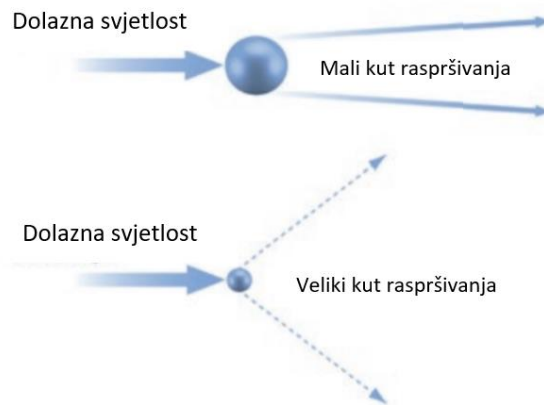 Dolazna svjetlost
Mali kut raspršivanja
Dolazna svjetlost
Veliki kut raspršivanja